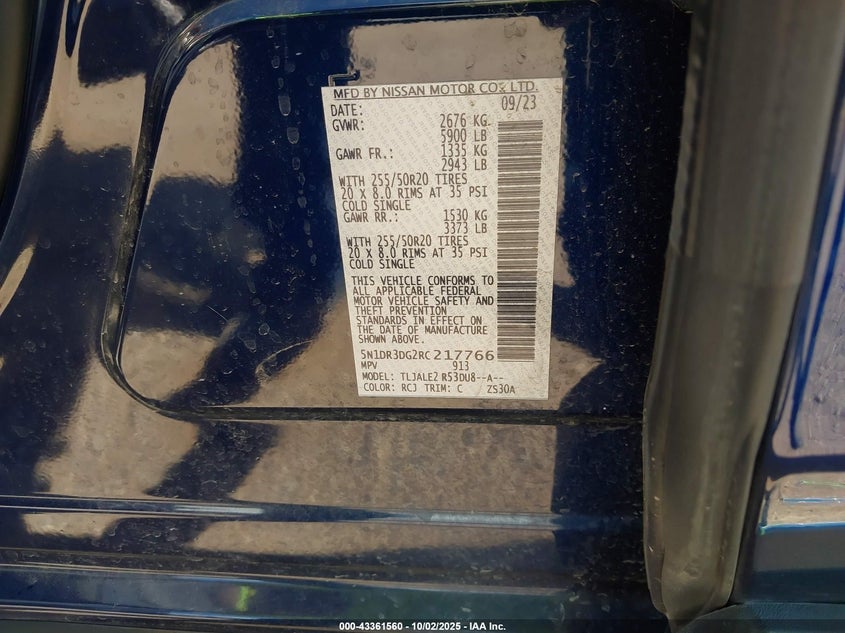 MFD BY NISSAN MOTOR CO., LTD.
DATE: 09/23
GVWR: 2676 KG
5900 LB
GAWR FR.: 1335 KG
2943 LB
WITH 255/50R20 TIRES
20 X 8.0 RIMS AT 35 PSI
COLD SINGLE
GAWR RR.: 1530 KG
3373 LB
WITH 255/50R20 TIRES
20 X 8.0 RIMS AT 35 PSI
COLD SINGLE
THIS VEHICLE CONFORMS TO
ALL APPLICABLE FEDERAL
MOTOR VEHICLE SAFETY AND
THEFT PREVENTION
STANDARDS IN EFFECT ON
THE DATE OF MANUFACTURE
SHOWN ABOVE.
5N1DR3DG2RC217766
MPV 913
MODEL: TLJALE2 R53DU8--A--
COLOR: RCJ TRIM: C ZS30A
000-43361560 - 10/02/2025 - IAA Inc.